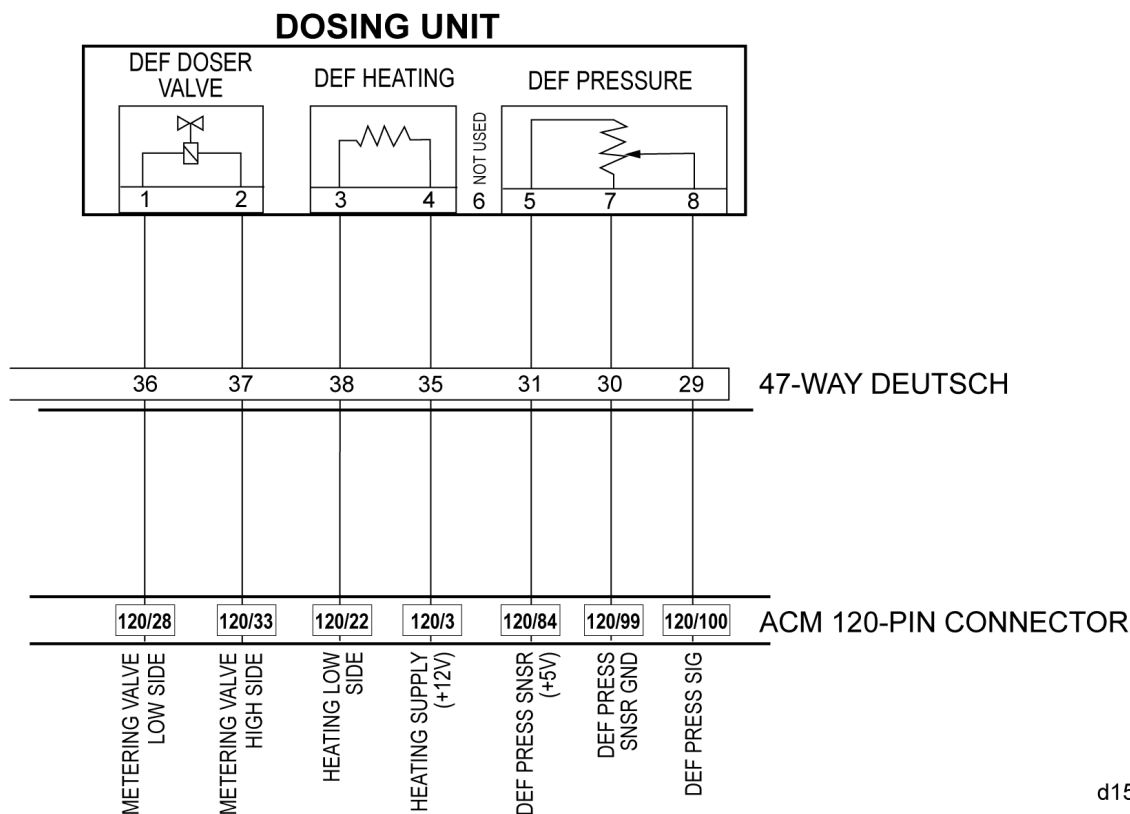 DOSING UNIT
DEF DOSER
VALVE
DEF HEATING
DEF PRESSURE
NOT USED
1 2 3 4 6 5 7 8
36 37 38 35 31 30 29
47-WAY DEUTSCH
120/28 120/33 120/22 120/3 120/84 120/99 120/100
ACM 120-PIN CONNECTOR
METERING VALVE
LOW SIDE
METERING VALVE
HIGH SIDE
HEATING LOW
SIDE
HEATING SUPPLY
(+12V)
DEF PRESS SNSR
(+5V)
DEF PRESS
SNSR GND
DEF PRESS SIG
d15